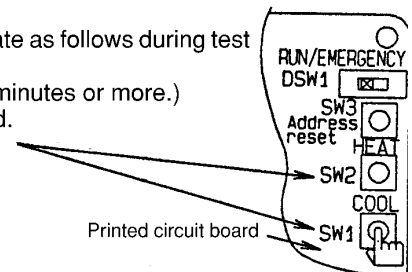 ate as follows during test
minutes or more.)
d.
RUN/EMERGENCY
DSW1
SW3
Address
reset
HEAT
SW2
COOL
SW1
Printed circuit board